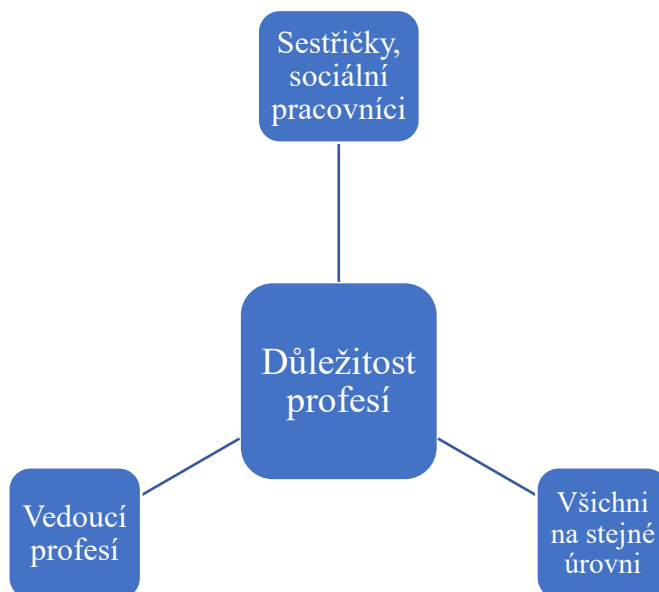 Sestřičky,
sociální
pracovníci
Důležitost
profesí
Vedoucí
profesí
Všichni
na stejné
úrovni